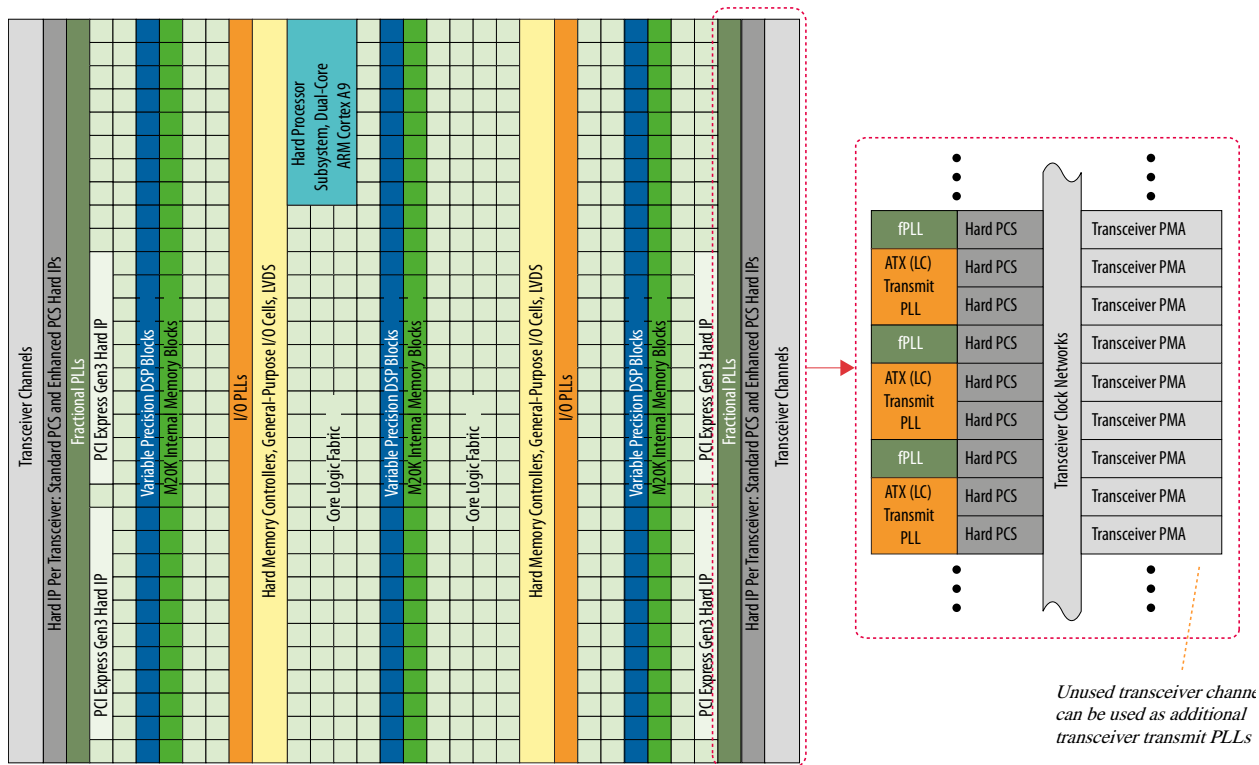 Transceiver Channels
Hard IP Per Transceiver: Standard PCS and Enhanced PCS Hard IPs
Fractional PLLs
PCI Express Gen3 Hard IP
PCI Express Gen3 Hard IP
Variable Precision DSP Blocks
M20K Internal Memory Blocks
I/O PLLs
Hard Memory Controllers, General-Purpose I/O Cells, LVDS
Hard Processor
Subsystem, Dual-Core
ARM Cortex A9
Core Logic Fabric
Variable Precision DSP Blocks
M20K Internal Memory Blocks
Core Logic Fabric
Hard Memory Controllers, General-Purpose I/O Cells, LVDS
I/O PLLs
Variable Precision DSP Blocks
M20K Internal Memory Blocks
PCI Express Gen3 Hard IP
PCI Express Gen3 Hard IP
Fractional PLLs
Hard IP Per Transceiver: Standard PCS and Enhanced PCS Hard IPs
Transceiver Channels
fPLL
ATX (LC)
Transmit
PLL
fPLL
ATX (LC)
Transmit
PLL
fPLL
ATX (LC)
Transmit
PLL
Hard PCS
Hard PCS
Hard PCS
Hard PCS
Hard PCS
Hard PCS
Hard PCS
Hard PCS
Hard PCS
Transceiver Clock Networks
Transceiver PMA
Transceiver PMA
Transceiver PMA
Transceiver PMA
Transceiver PMA
Transceiver PMA
Transceiver PMA
Transceiver PMA
Transceiver PMA
Unused transceiver
can be used as additional
transceiver transmit PLLs